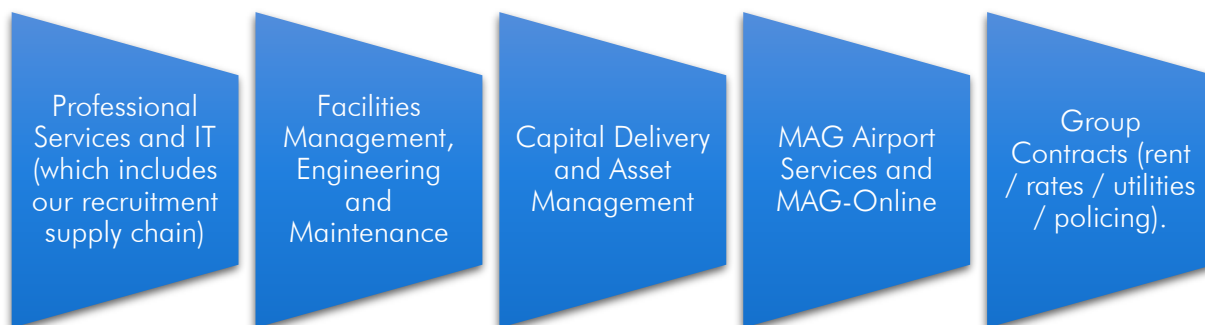 Professional
Services and IT
(which includes
our recruitment
supply chain)
Facilities
Management,
Engineering
and
Maintenance
Capital Delivery
and Asset
Management
MAG Airport
Services and
MAG-Online
Group
Contracts (rent
/ rates / utilities
/ policing).